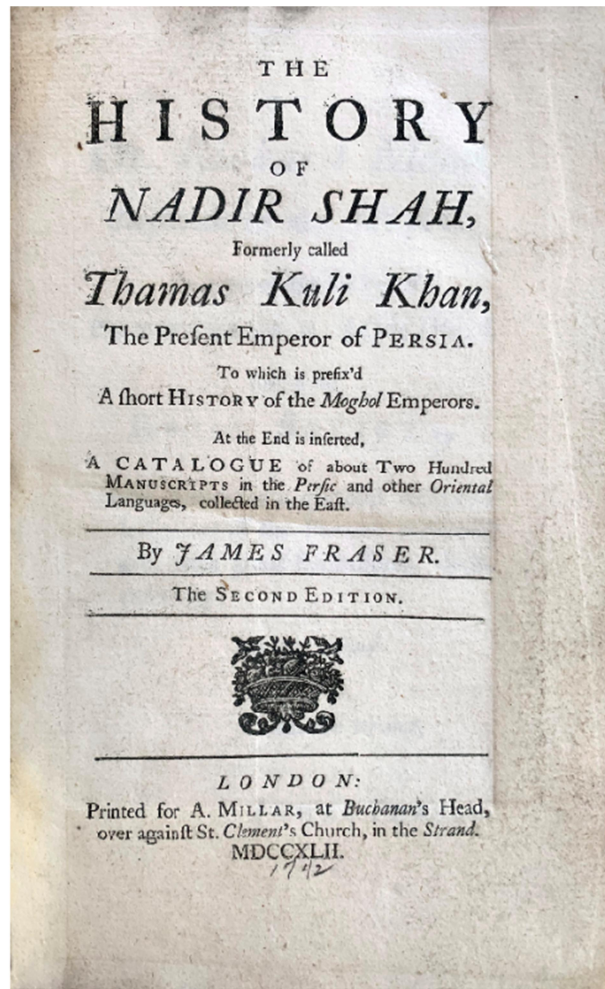 THE
HISTORY
OF
NADIR SHAH,
Formerly called
Thamas Kuli Khan,
The Preſent Emperor of PERSIA.
To which is prefix'd
A ſhort HISTORY of the Moghol Emperors.
At the End is inſerted,
A CATALOGUE of about Two Hundred
MANUSCRIPTS in the Perſic and other Oriental
Languages, collected in the Eaſt.
By JAMES FRASER.
The SECOND EDITION.
LONDON:
Printed for A. MILLAR, at Buchanan's Head,
over againſt St. Clement's Church, in the Strand.
MDCCXLII.
1742